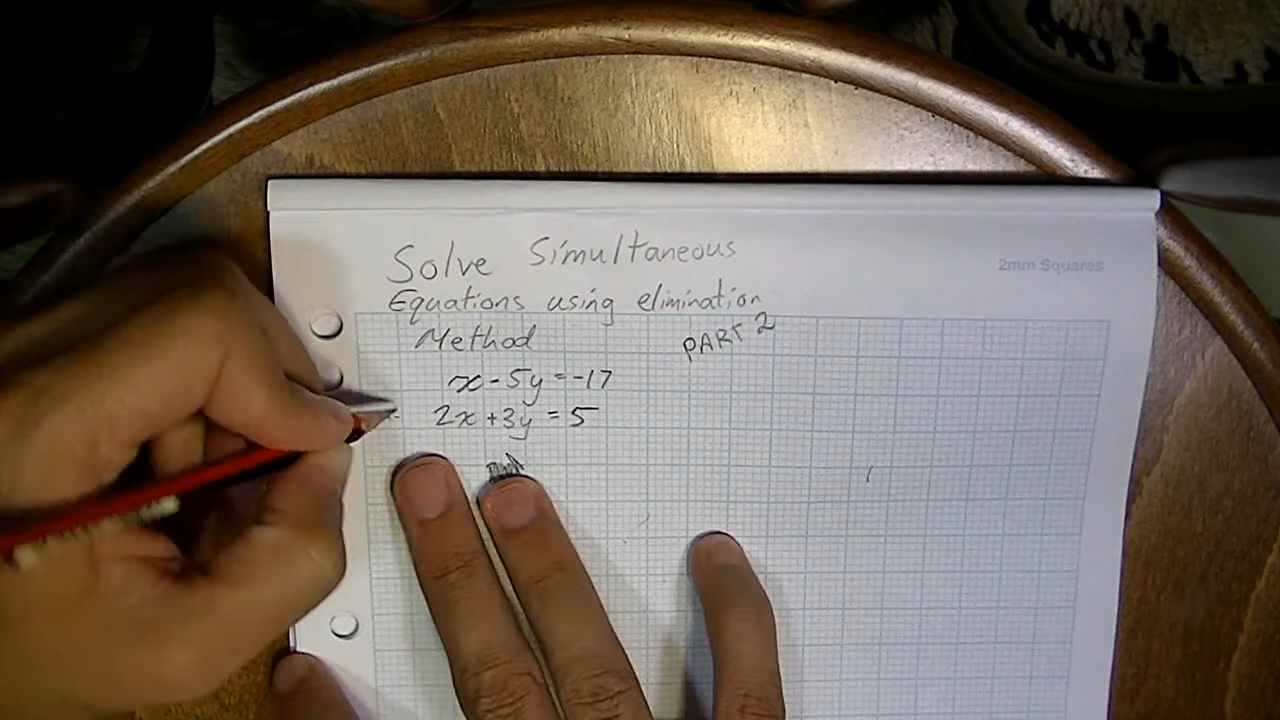 Solve Simultaneous
2mm Squares
Equations using elimination
Method
PART 2
x - 5y = -17
2x + 3y = 5